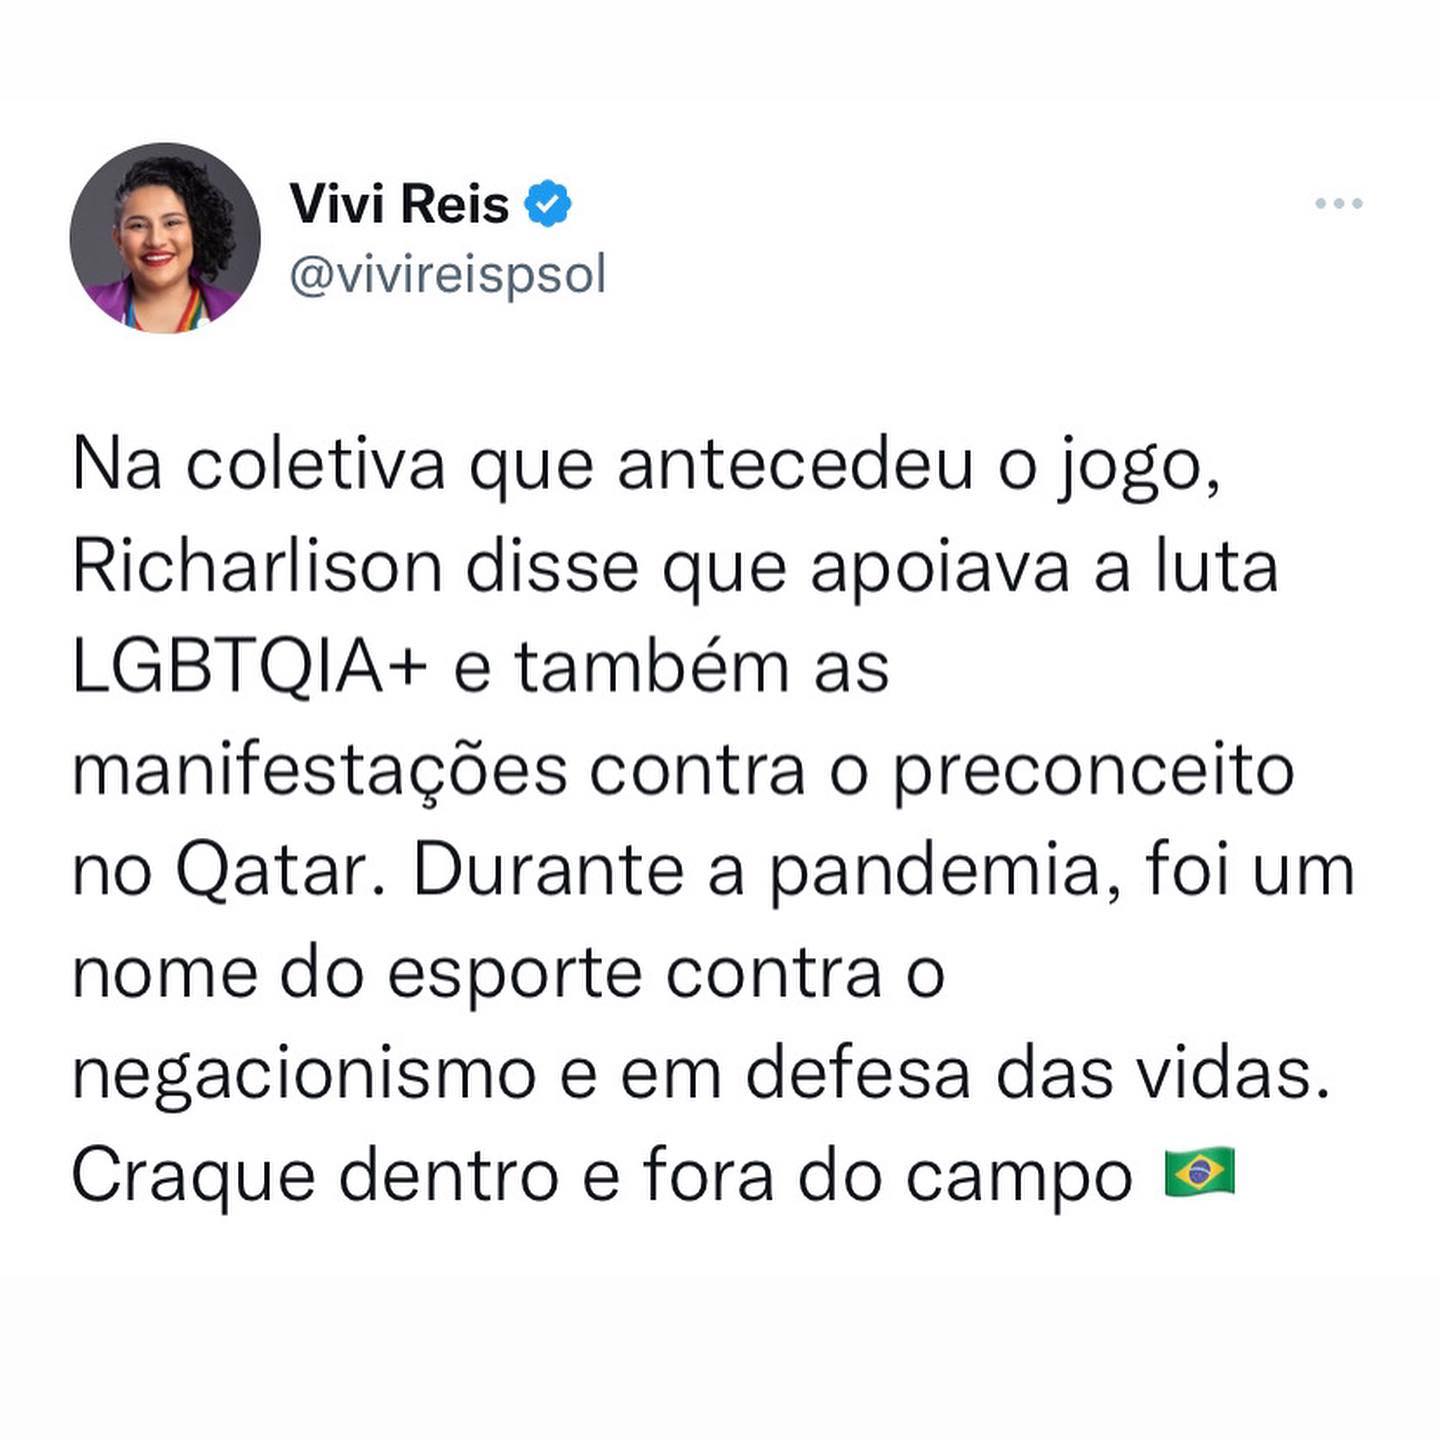 Vivi Reis
@vivireispsol
Na coletiva que antecedeu o jogo,
Richarlison disse que apoiava a luta
LGBTQIA+ e também as
manifestações contra o preconceito
no Qatar. Durante a pandemia, foi um
nome do esporte contra o
negacionismo e em defesa das vidas.
Craque dentro e fora do campo 🇧🇷